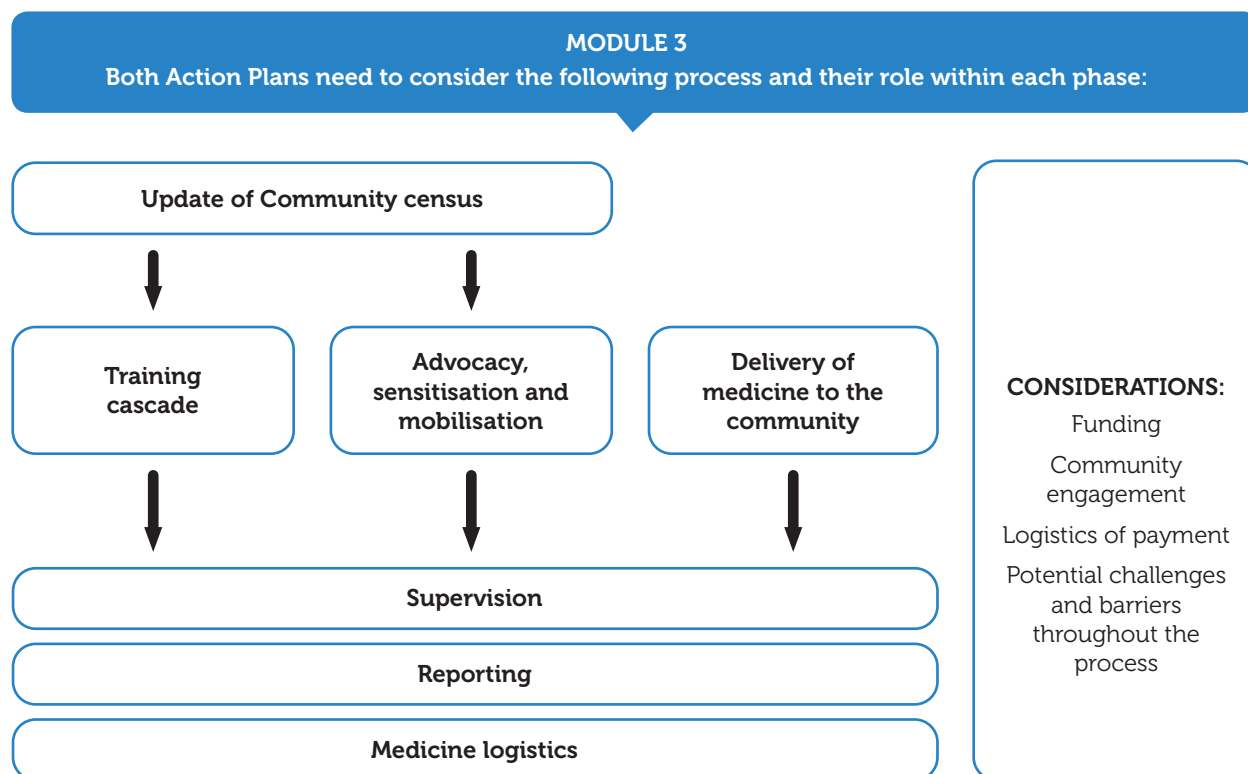 MODULE 3
Both Action Plans need to consider the following process and their role within each phase:
Update of Community census
Training
cascade
Advocacy,
sensitisation and
mobilisation
Delivery of
medicine to the
community
Supervision
Reporting
Medicine logistics
CONSIDERATIONS:
Funding
Community
engagement
Logistics of payment
Potential challenges
and barriers
throughout the
process